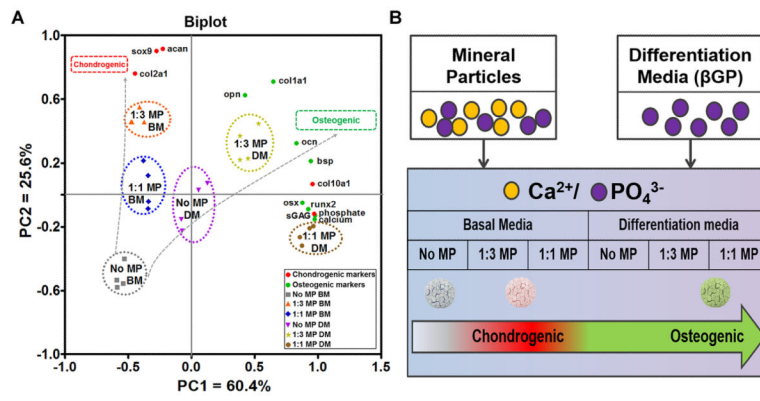 A
Biplot
1.0
0.6
0.2
-0.2
-0.6
-1.0
PC2 = 25.6%
-1.0
-0.5
0.0
0.5
1.0
1.5
PC1 = 60.4%
sox9
acan
Chondrogenic
col2a1
1:3 MP
BM
1:1 MP
BM
No MP
BM
No MP
DM
opn
col1a1
Osteogenic
1:3 MP
DM
ocn
bsp
col10a1
osx
runx2
sGAG
phosphate
calcium
1:1 MP
DM
Chondrogenic markers
Osteogenic markers
No MP BM
1:3 MP BM
1:1 MP BM
No MP DM
1:3 MP DM
1:1 MP DM
B
Mineral
Particles
Differentiation
Media (βGP)
Ca2+/ PO43-
Basal Media Differentiation media
No MP 1:3 MP 1:1 MP No MP 1:3 MP 1:1 MP
Chondrogenic Osteogenic